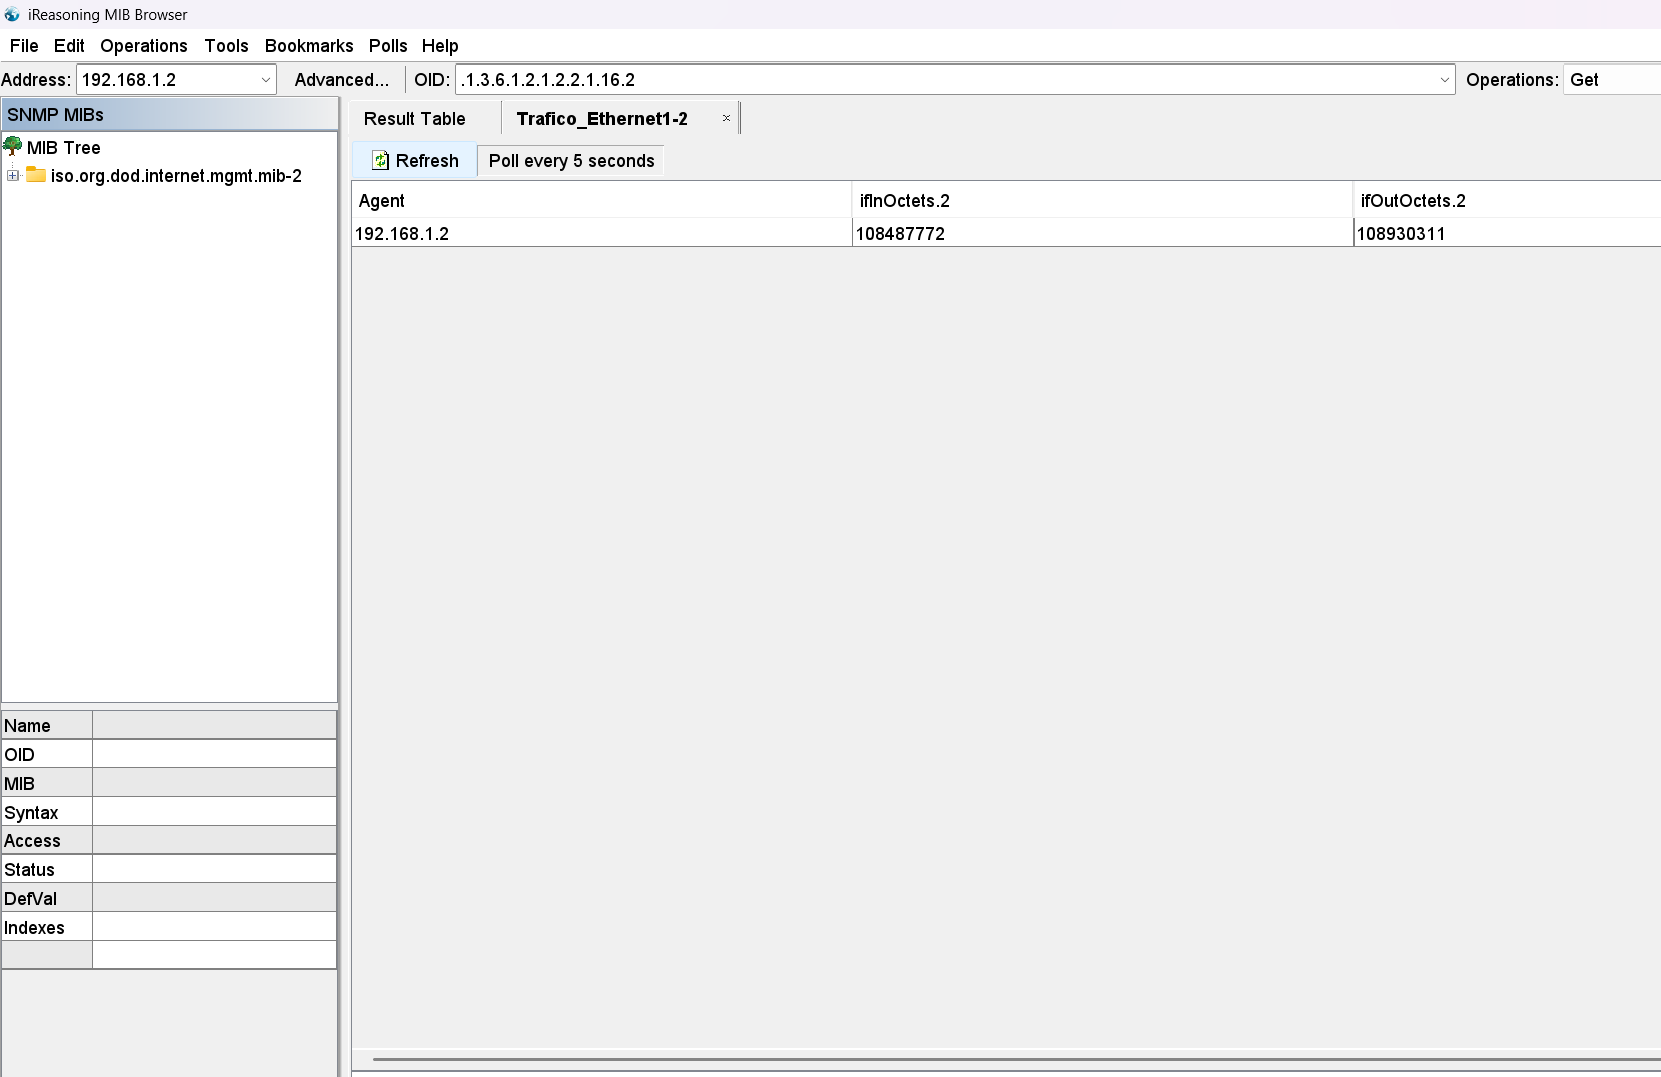 iReasoning MIB Browser
File Edit Operations Tools Bookmarks Polls Help
Address: 192.168.1.2 Advanced... OID: .1.3.6.1.2.1.2.2.1.16.2 Operations: Get
SNMP MIBs
MIB Tree
iso.org.dod.internet.mgmt.mib-2
Name
OID
MIB
Syntax
Access
Status
DefVal
Indexes
Result Table Trafico_Ethernet1-2 ×
Refresh Poll every 5 seconds
Agent ifInOctets.2 ifOutOctets.2
192.168.1.2 108487772 108930311